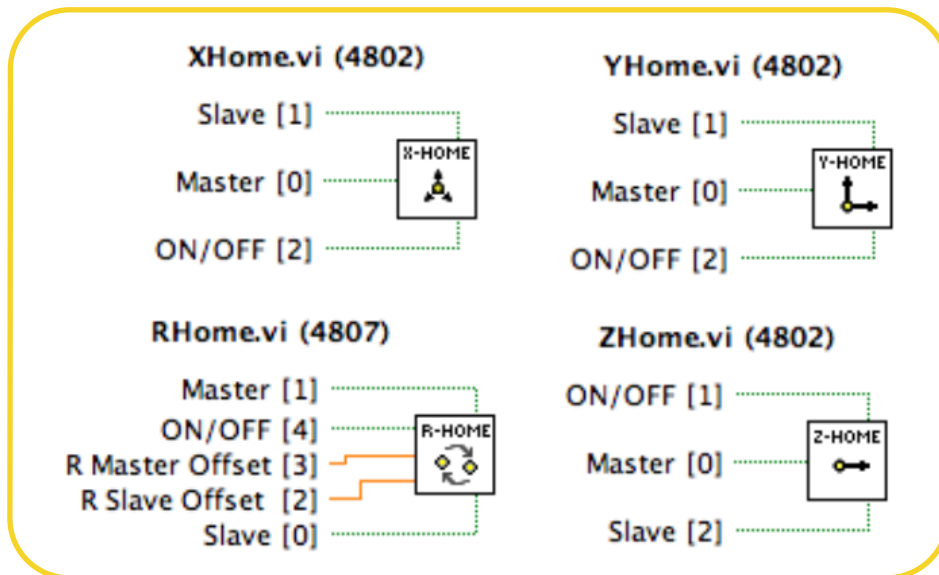 XHome.vi (4802)
Slave [1]
X-HOME
Master [0]
ON/OFF [2]
YHome.vi (4802)
Slave [1]
Y-HOME
Master [0]
ON/OFF [2]
RHome.vi (4807)
Master [1]
ON/OFF [4]
R-HOME
R Master Offset [3]
R Slave Offset [2]
Slave [0]
ZHome.vi (4802)
ON/OFF [1]
Z-HOME
Master [0]
Slave [2]